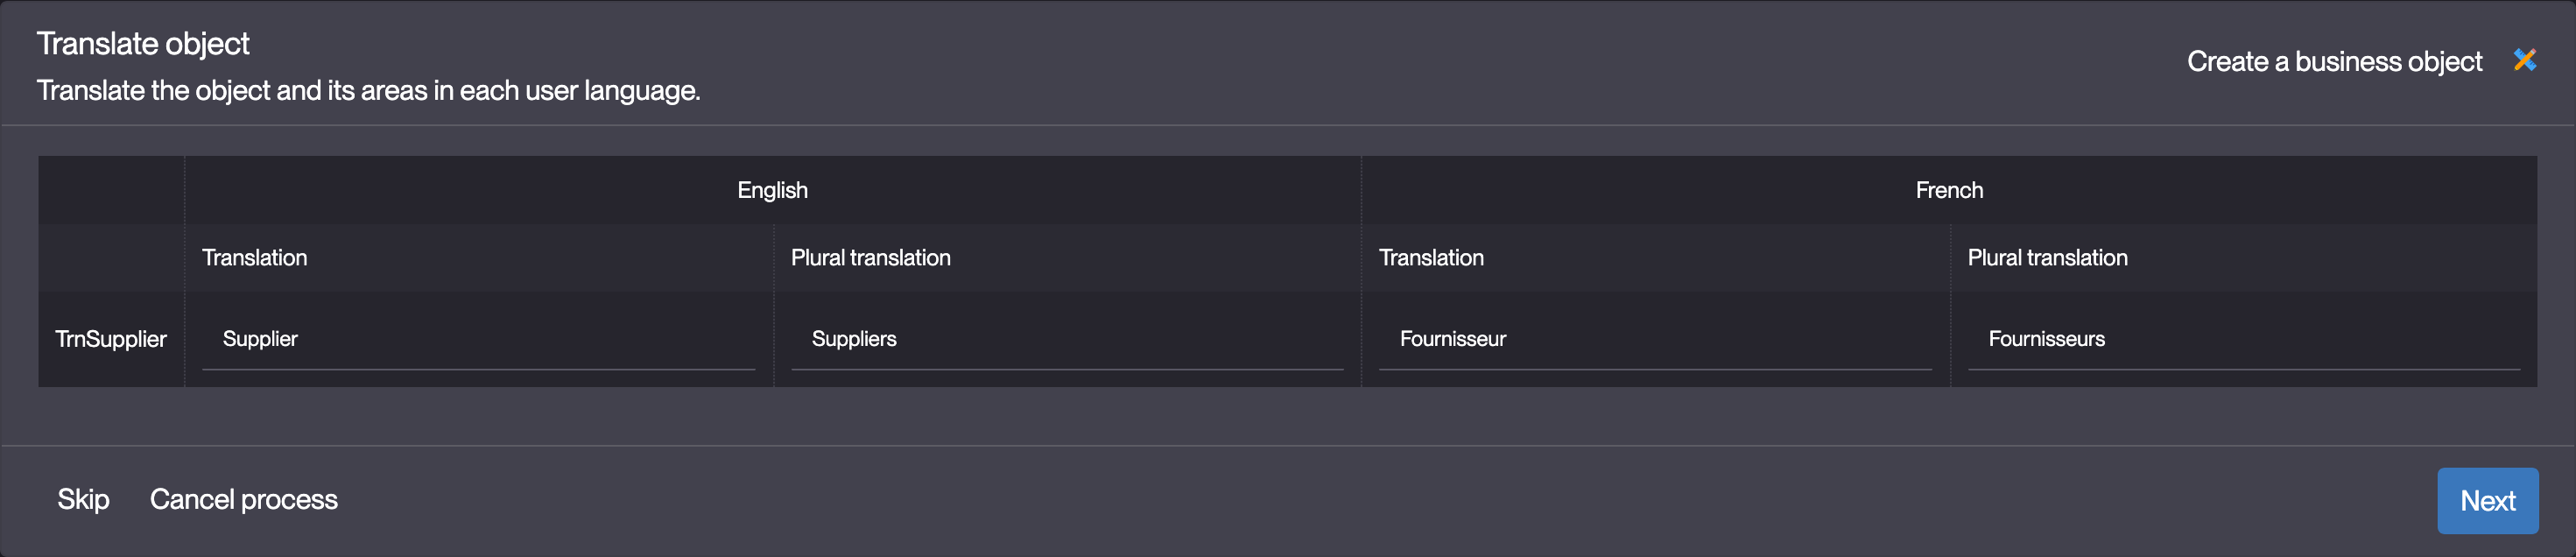 Translate object
Create a business object
Translate the object and its areas in each user language.
English French
Translation Plural translation Translation Plural translation
TrnSupplier Supplier Suppliers Fournisseur Fournisseurs
Skip Cancel process Next